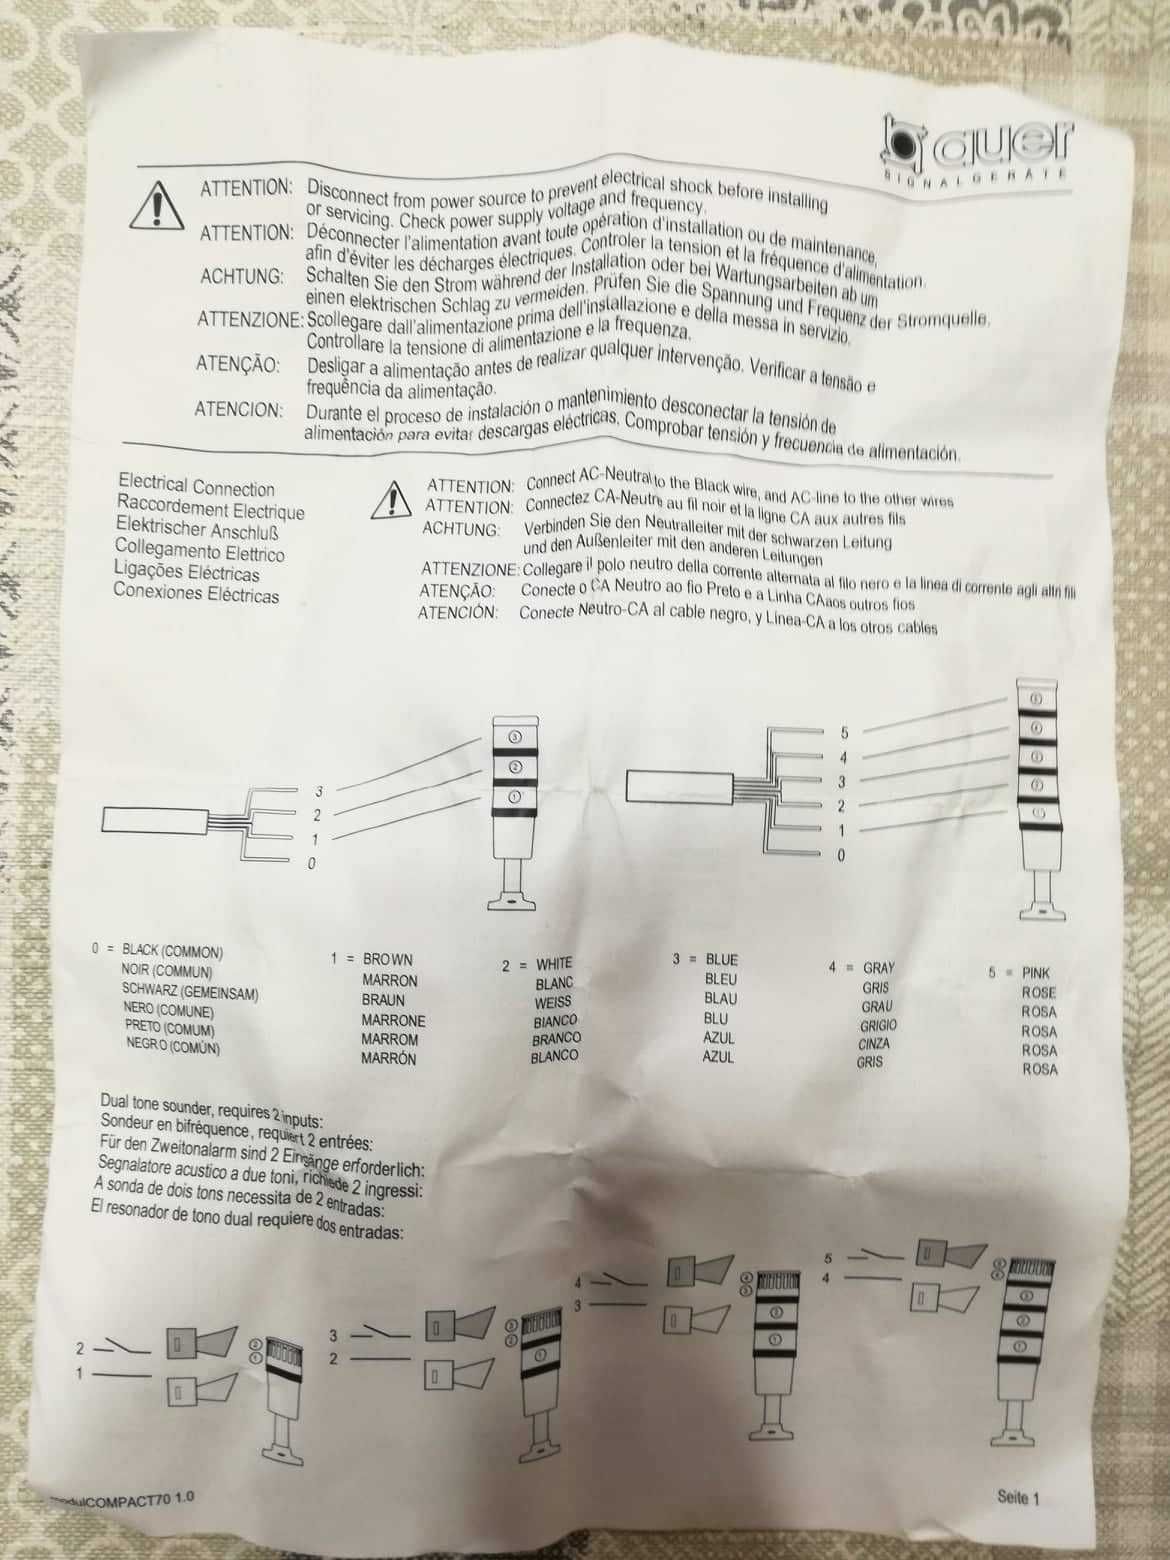 auer
SIGNALGERÄTE
ATTENTION: Disconnect from power source to prevent electrical shock before installing
or servicing. Check power supply voltage and frequency.
ATTENTION: Déconnecter l'alimentation avant toute opération d'installation ou de maintenance,
afin d'éviter les décharges électriques. Controler la tension et la fréquence d'alimentation.
ACHTUNG: Schalten Sie den Strom während der Installation oder bei Wartungsarbeiten ab um
einen elektrischen Schlag zu vermeiden. Prüfen Sie die Spannung und Frequenz der Stromquelle.
ATTENZIONE: Scollegare dall'alimentazione prima dell'installazione e della messa in servizio.
Controllare la tensione di alimentazione e la frequenza.
ATENÇÃO: Desligar a alimentação antes de realizar qualquer intervenção. Verificar a tensão e
frequência da alimentação.
ATENCION: Durante el proceso de instalación o mantenimiento desconectar la tensión de
alimentación para evitar descargas eléctricas. Comprobar tensión y frecuencia de alimentación.
Electrical Connection
Raccordement Electrique
Elektrischer Anschluß
Collegamento Elettrico
Ligações Eléctricas
Conexiones Eléctricas
ATTENTION: Connect AC-Neutral to the Black wire, and AC-line to the other wires
ATTENTION: Connectez CA-Neutre au fil noir et la ligne CA aux autres fils
ACHTUNG: Verbinden Sie den Neutralleiter mit der schwarzen Leitung
und den Außenleiter mit den anderen Leitungen
ATTENZIONE: Collegare il polo neutro della corrente alternata al filo nero e la linea di corrente agli altri fili
ATENÇÃO: Conecte o CA Neutro ao fio Preto e a Linha CAaos outros fios
ATENCIÓN: Conecte Neutro-CA al cable negro, y Línea-CA a los otros cables
3
2
1
0
3
2
1
5
4
3
2
1
0
5
4
3
2
1
0 = BLACK (COMMON)
NOIR (COMMUN)
SCHWARZ (GEMEINSAM)
NERO (COMUNE)
PRETO (COMUM)
NEGRO (COMÚN)
1 = BROWN
MARRON
BRAUN
MARRONE
MARROM
MARRÓN
2 = WHITE
BLANC
WEISS
BIANCO
BRANCO
BLANCO
3 = BLUE
BLEU
BLAU
BLU
AZUL
AZUL
4 = GRAY
GRIS
GRAU
GRIGIO
CINZA
GRIS
5 = PINK
ROSE
ROSA
ROSA
ROSA
ROSA
Dual tone sounder, requires 2 inputs:
Sondeur en bifréquence, requiert 2 entrées:
Für den Zweitonalarm sind 2 Eingänge erforderlich:
Segnalatore acustico a due toni, richiede 2 ingressi:
A sonda de dois tons necessita de 2 entradas:
El resonador de tono dual requiere dos entradas:
2
1
2
1
3
2
3
2
1
4
3
4
3
2
1
5
4
5
4
3
2
1
modulCOMPACT70 1.0
Seite 1